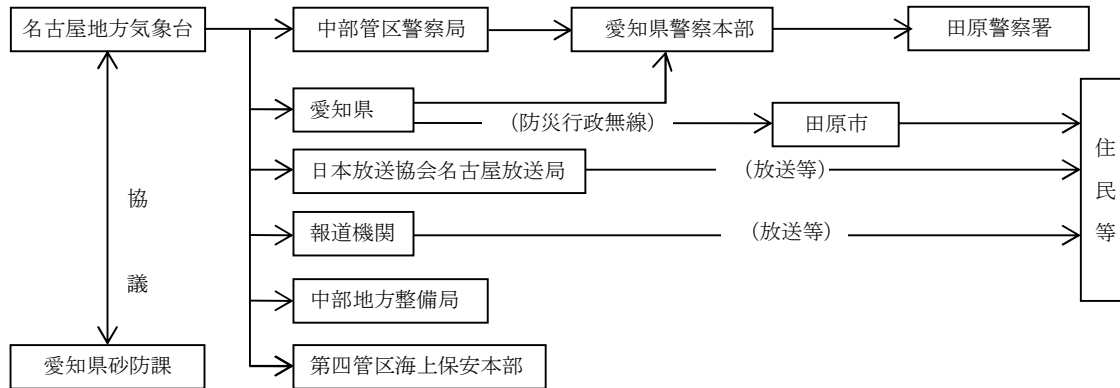 名古屋地方気象台
中部管区警察局
愛知県警察本部
田原警察署
愛知県
(防災行政無線)
田原市
日本放送協会名古屋放送局
(放送等)
報道機関
(放送等)
中部地方整備局
第四管区海上保安本部
住民等
協議
愛知県砂防課